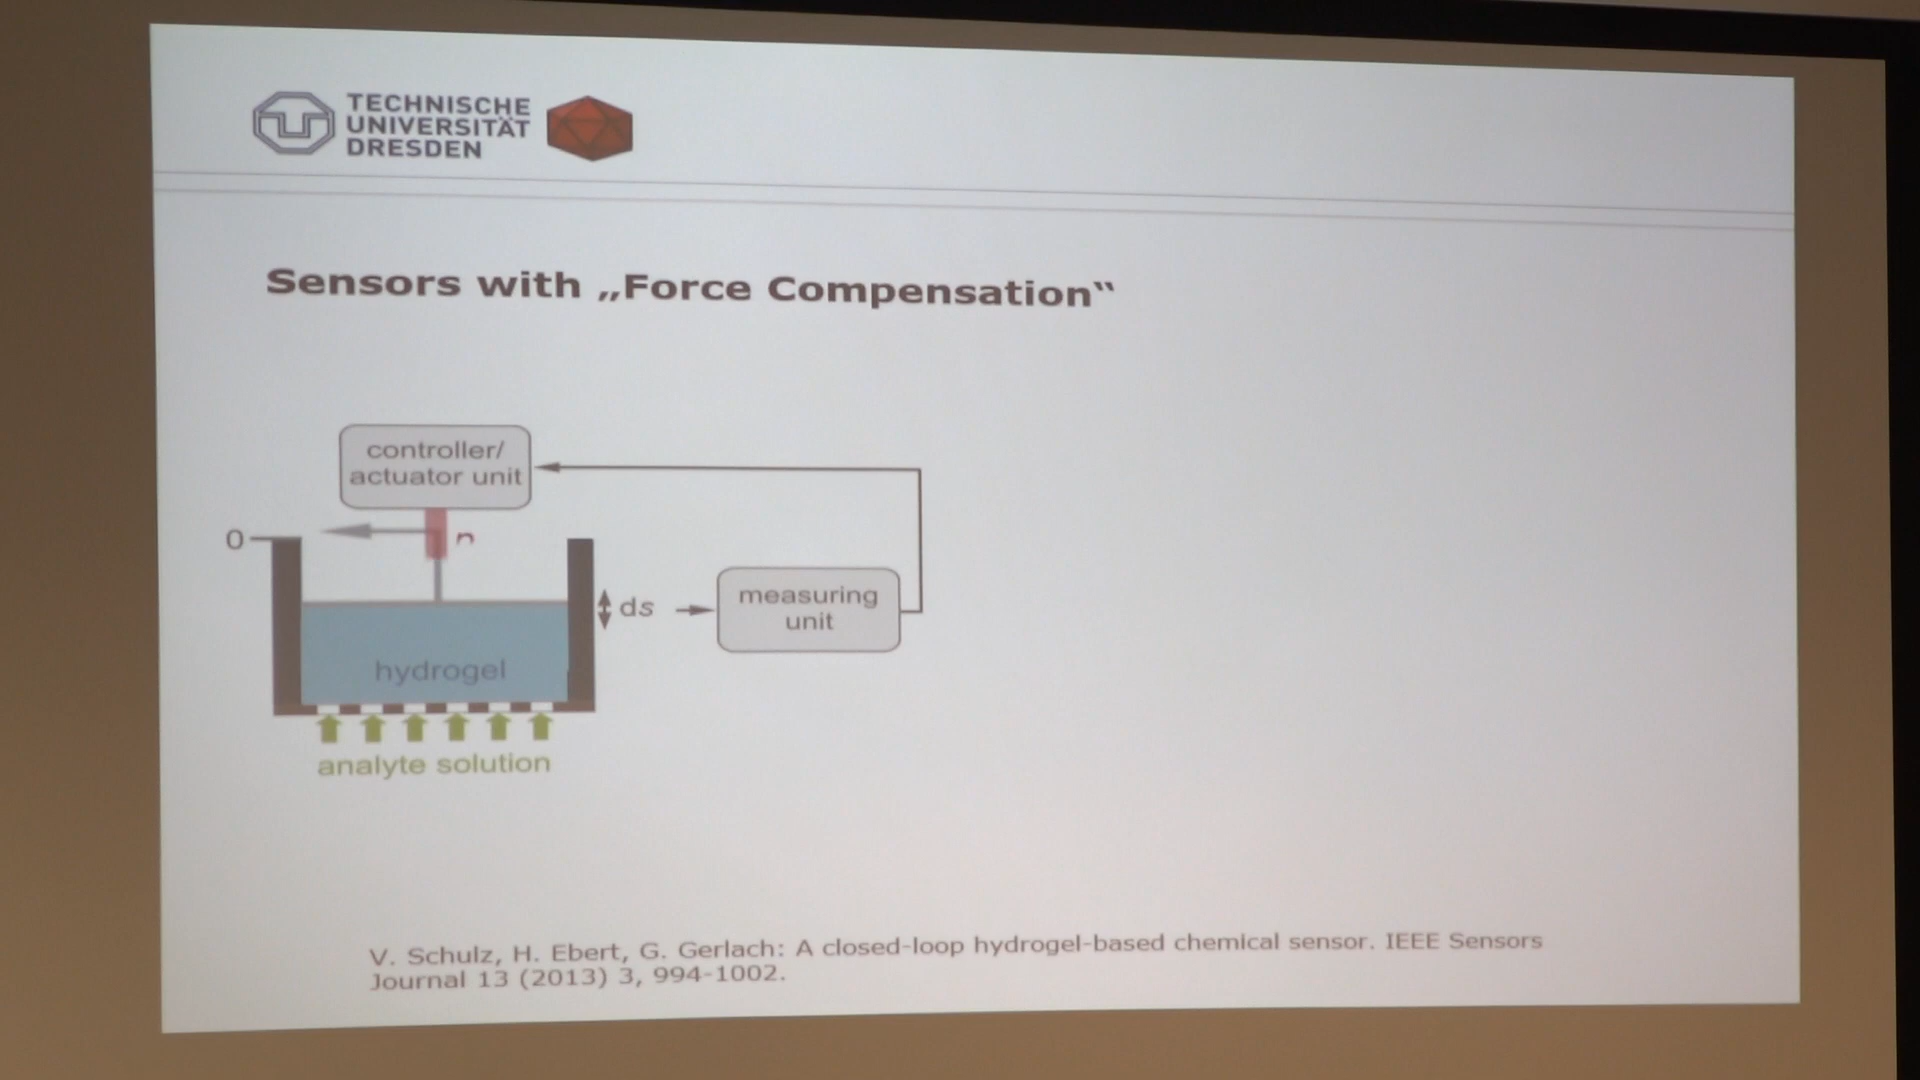 TECHNISCHE
UNIVERSITÄT
DRESDEN
Sensors with „Force Compensation“
controller/
actuator unit
0
n
ds
measuring
unit
hydrogel
analyte solution
V. Schulz, H. Ebert, G. Gerlach: A closed-loop hydrogel-based chemical sensor. IEEE Sensors
Journal 13 (2013) 3, 994-1002.